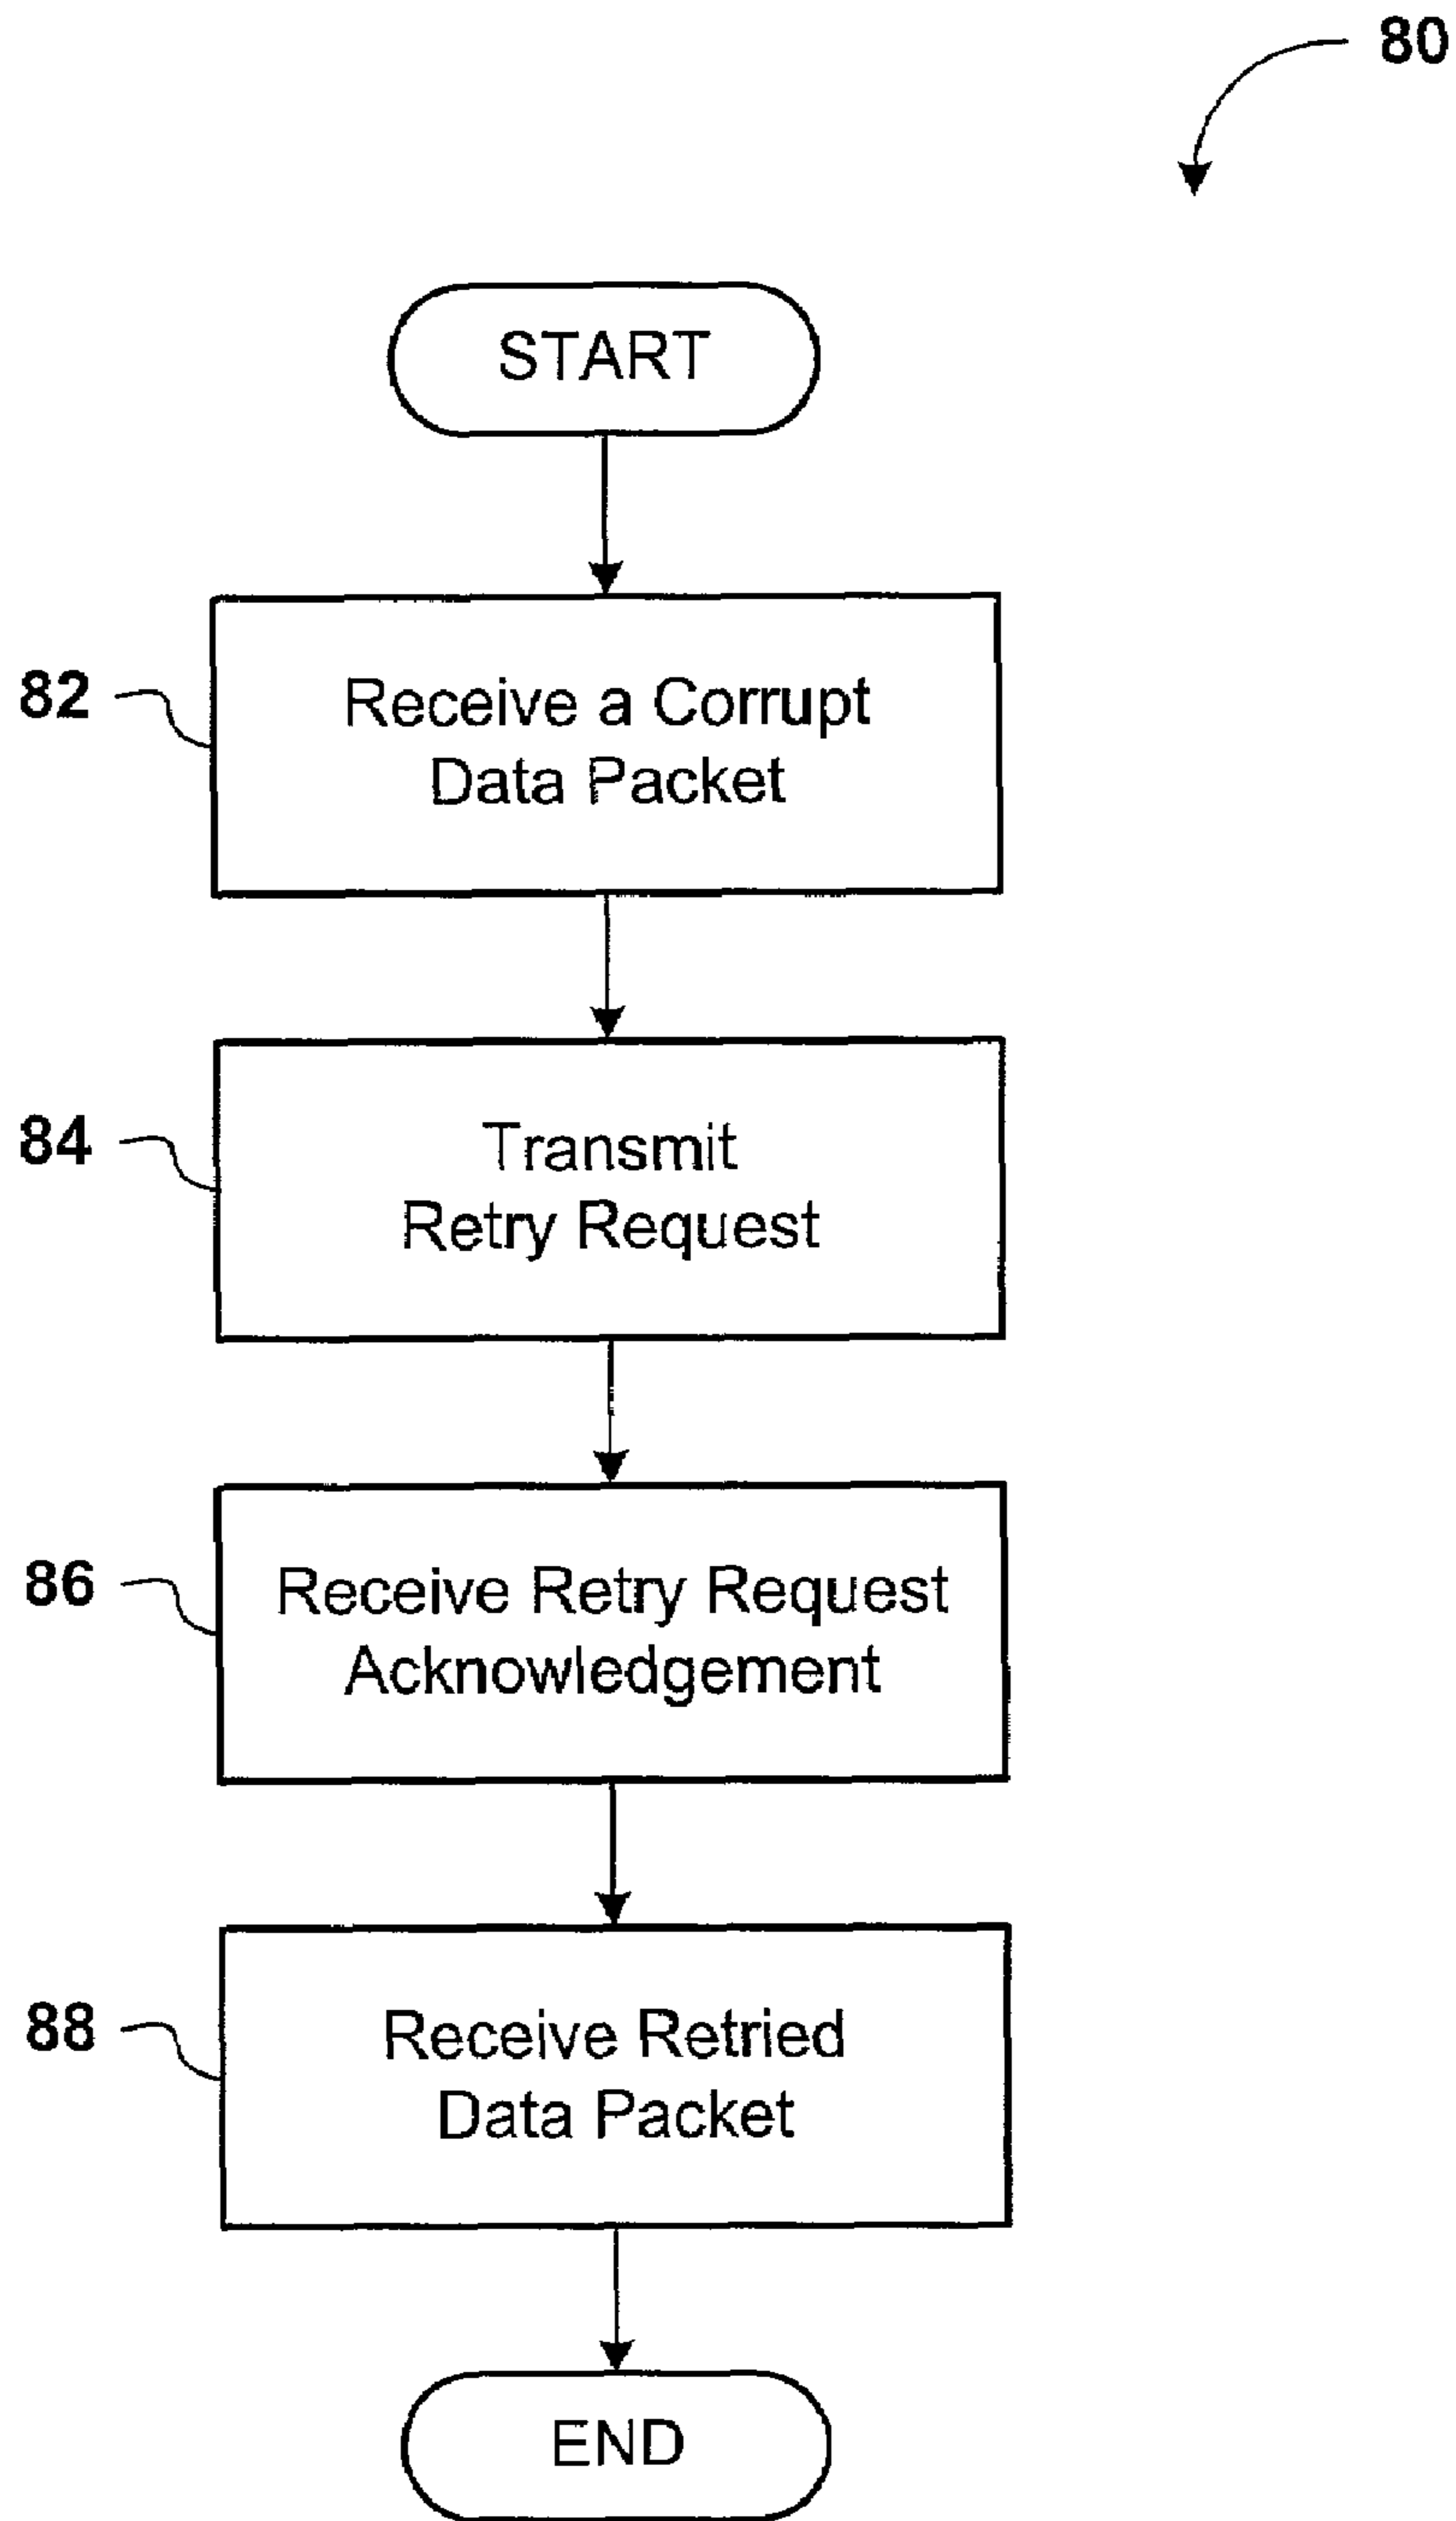 80
START
82
Receive a Corrupt
Data Packet
84
Transmit
Retry Request
86
Receive Retry Request
Acknowledgement
88
Receive Retried
Data Packet
END